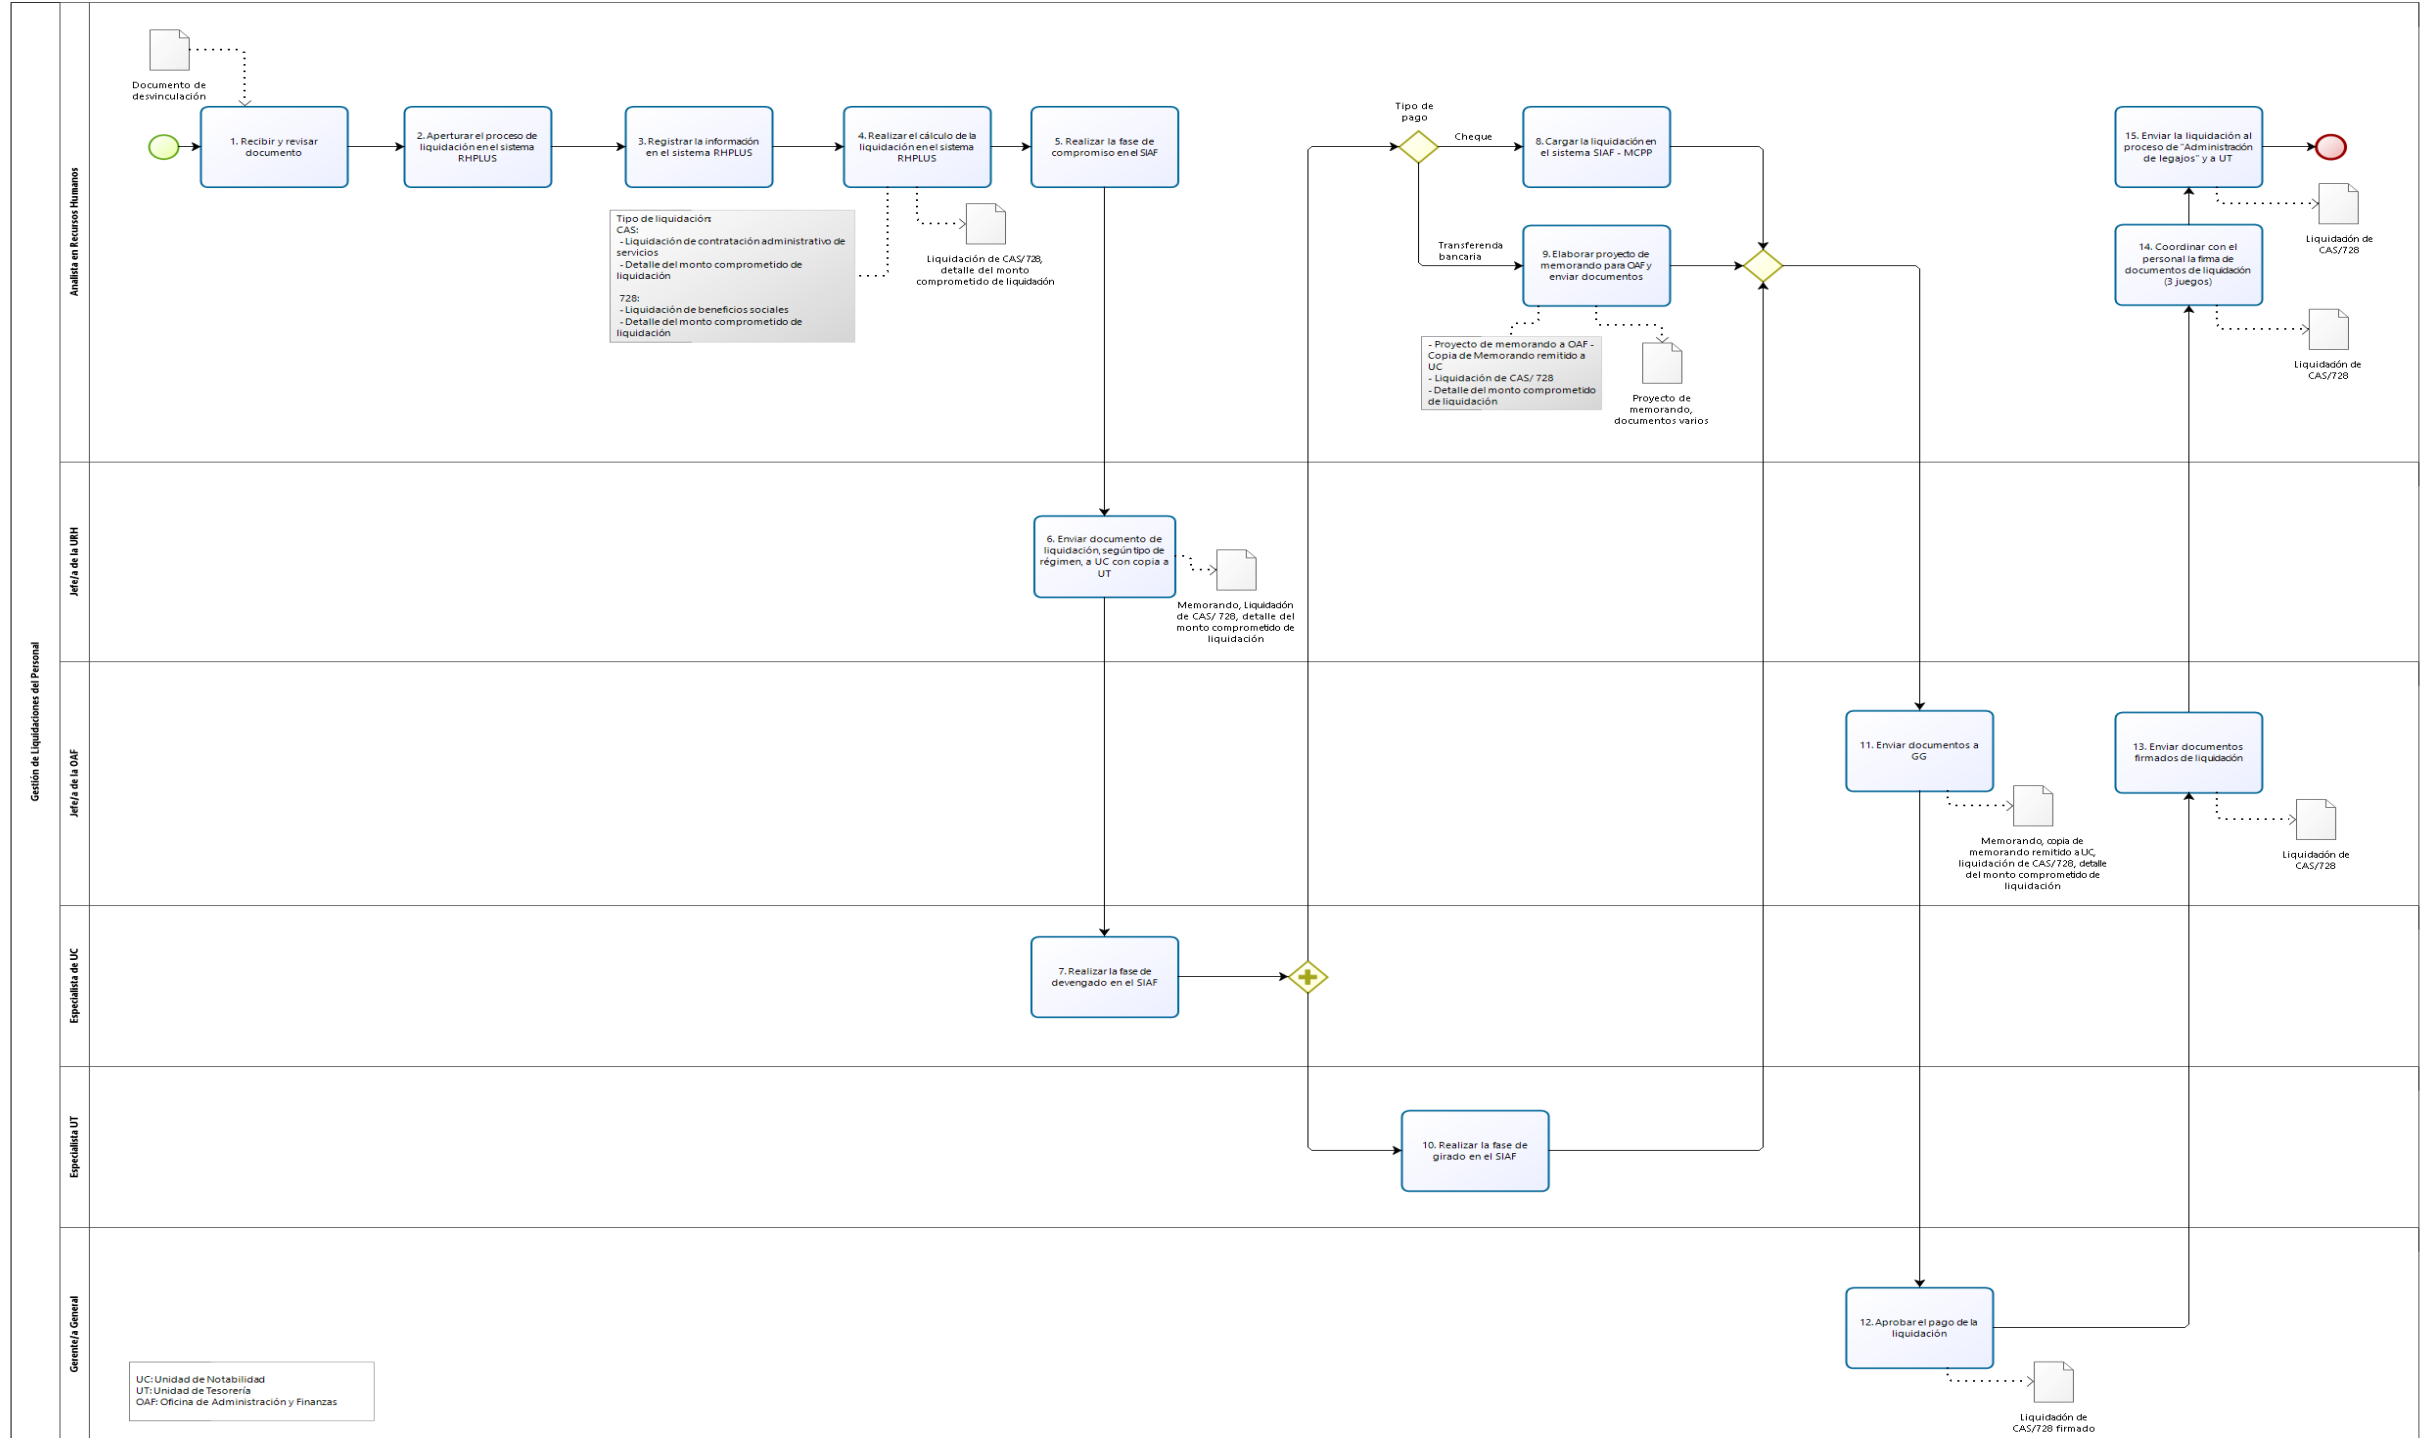 Gestión de Liquidaciones del Personal
Analista en Recursos Humanos
Documento de
desvinculación
1. Recibir y revisar
documento
2. Aperturar el proceso de
liquidación en el sistema
RHPLUS
3. Registrar la información
en el sistema RHPLUS
4. Realizar el cálculo de la
liquidación en el sistema
RHPLUS
5. Realizar la fase de
compromiso en el SIAF
Tipo de liquidación:
CAS:
- Liquidación de contratación administrativo de
servicios
- Detalle del monto comprometido de
liquidación
728:
- Liquidación de beneficios sociales
- Detalle del monto comprometido de
liquidación
Liquidación de CAS/728,
detalle del monto
comprometido de liquidación
Tipo de
pago
Cheque
Transferenda
bancaria
8. Cargar la liquidación en
el sistema SIAF - MCPP
9. Elaborar proyecto de
memorando para OAF y
enviar documentos
- Proyecto de memorando a OAF -
Copia de Memorando remitido a
UC
- Liquidación de CAS/ 728
- Detalle del monto comprometido
de liquidación
Proyecto de
memorando,
documentos varios
15. Enviar la liquidación al
proceso de "Administración
de legajos" y a UT
Liquidación de
CAS/728
14. Coordinar con el
personal la firma de
documentos de liquidación
(3 juegos)
Liquidación de
CAS/728
Jefe/a de la URH
6. Enviar documento de
liquidación, según tipo de
régimen, a UC con copia a
UT
Memorando, Liquidación
de CAS/ 728, detalle del
monto comprometido de
liquidación
Jefe/a de la OAF
11. Enviar documentos a
GG
Memorando, copia de
memorando remitido a UC,
liquidación de CAS/728, detalle
del monto comprometido de
liquidación
13. Enviar documentos
firmados de liquidación
Liquidación de
CAS/728
Especialista de UC
7. Realizar la fase de
devengado en el SIAF
Especialista UT
10. Realizar la fase de
girado en el SIAF
Gerente/a General
12. Aprobar el pago de la
liquidación
Liquidación de
CAS/728 firmado
UC: Unidad de Notabilidad
UT: Unidad de Tesorería
OAF: Oficina de Administración y Finanzas